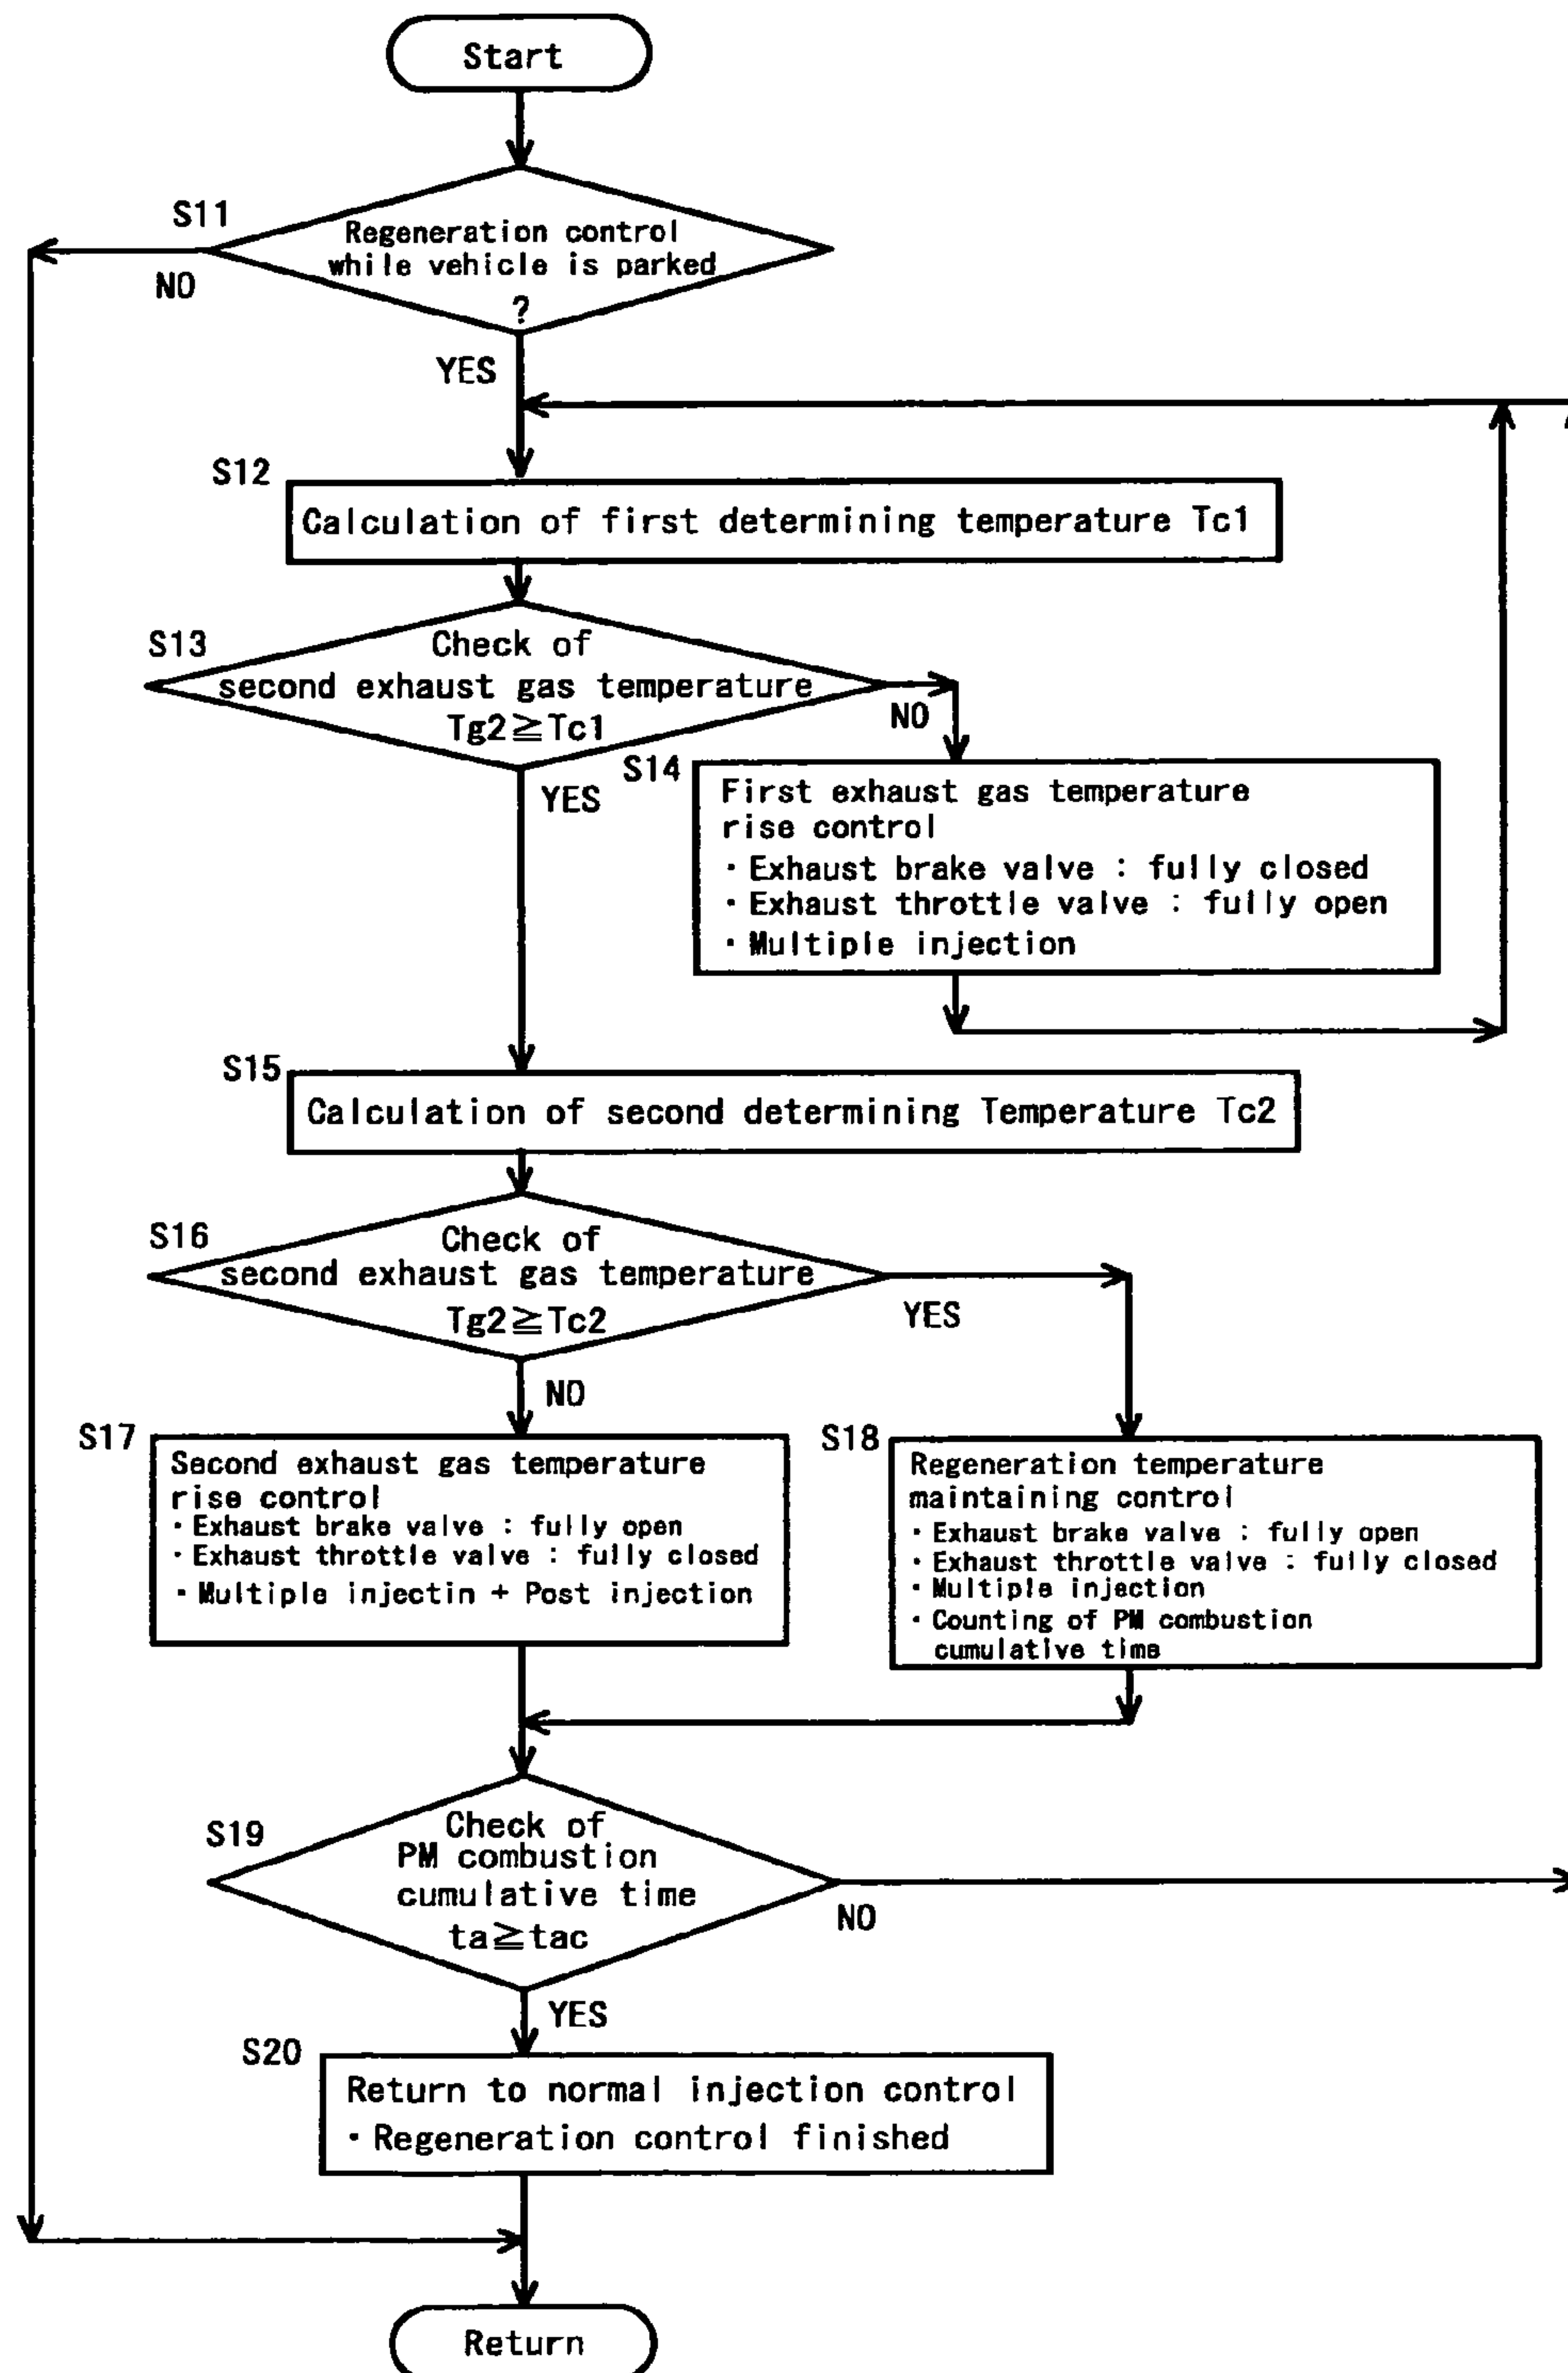 Start
S11
Regeneration control
while vehicle is parked
?
NO
YES
S12
Calculation of first determining temperature Tc1
S13
Check of
second exhaust gas temperature
Tg2≧Tc1
NO
YES
S14
First exhaust gas temperature
rise control
・Exhaust brake valve : fully closed
・Exhaust throttle valve : fully open
・Multiple injection
S15
Calculation of second determining Temperature Tc2
S16
Check of
second exhaust gas temperature
Tg2≧Tc2
YES
NO
S17
Second exhaust gas temperature
rise control
・Exhaust brake valve : fully open
・Exhaust throttle valve : fully closed
・Multiple injectin + Post injection
S18
Regeneration temperature
maintaining control
・Exhaust brake valve : fully open
・Exhaust throttle valve : fully closed
・Multiple injection
・Counting of PM combustion
cumulative time
S19
Check of
PM combustion
cumulative time
ta≧tac
NO
YES
S20
Return to normal injection control
・Regeneration control finished
Return